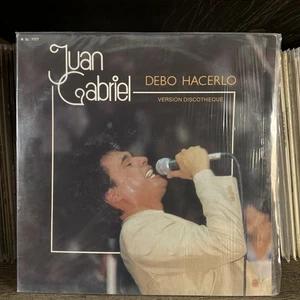 Juan
Gabriel
DEBO HACERLO
VERSION DISCOTHEQUE